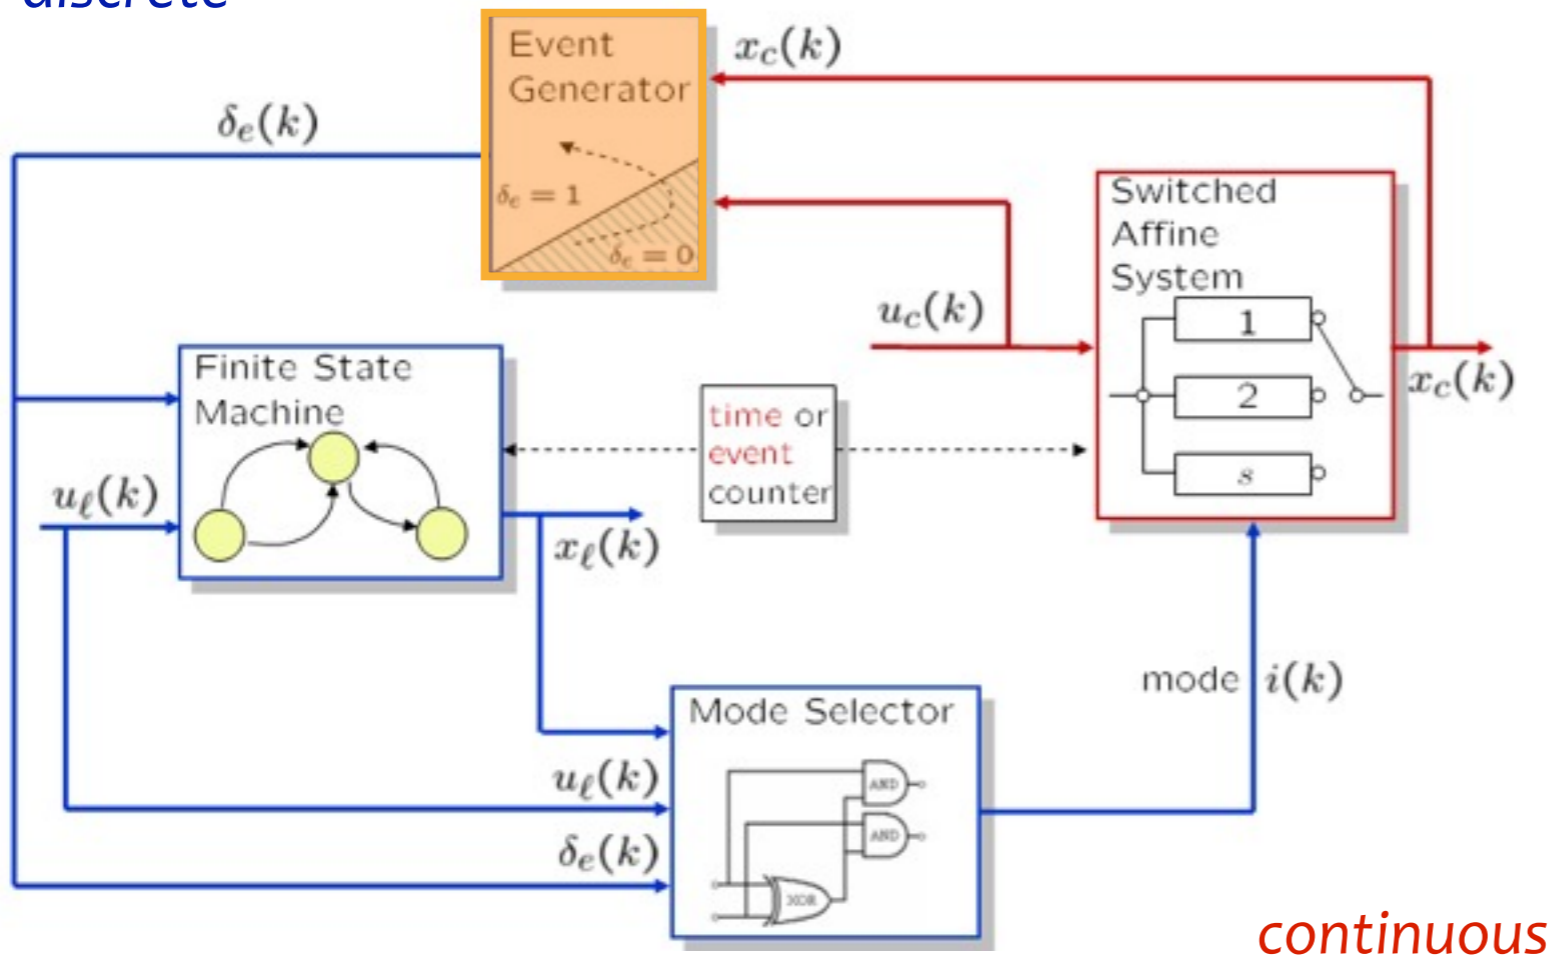 discrete
Event
Generator
x_c(k)
δ_e(k)
δ_e = 1
δ_e = 0
Switched
Affine
System
1
2
s
u_c(k)
x_c(k)
Finite State
Machine
time or
event
counter
u_ℓ(k)
x_ℓ(k)
mode i(k)
Mode Selector
AND
AND
XOR
u_ℓ(k)
δ_e(k)
continuous